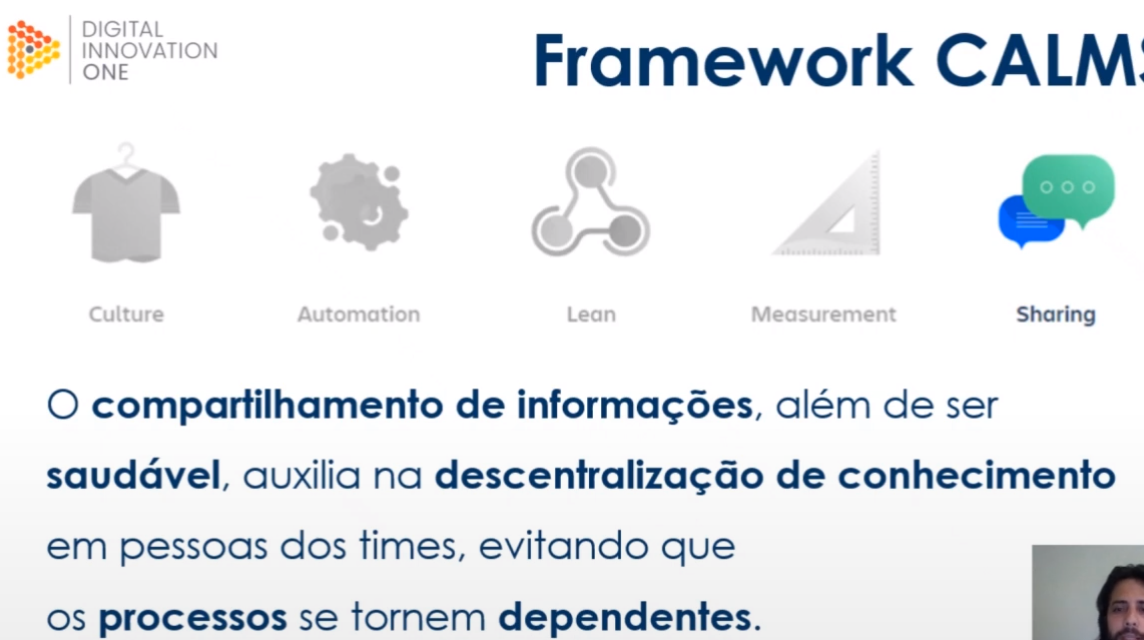 DIGITAL
INNOVATION
ONE
Framework CALMS
Culture
Automation
Lean
Measurement
Sharing
O compartilhamento de informações, além de ser
saudável, auxilia na descentralização de conhecimento
em pessoas dos times, evitando que
os processos se tornem dependentes.